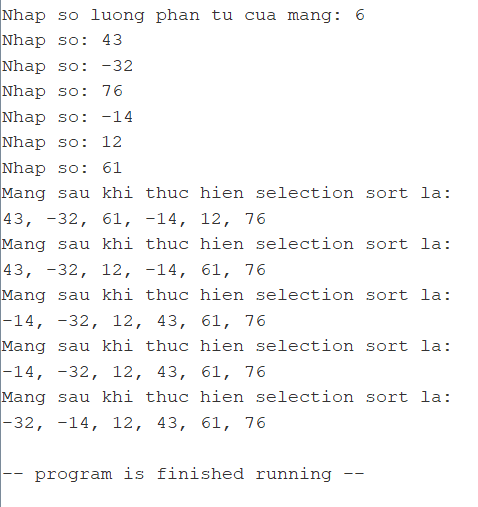 Nhap so luong phan tu cua mang: 6
Nhap so: 43
Nhap so: -32
Nhap so: 76
Nhap so: -14
Nhap so: 12
Nhap so: 61
Mang sau khi thuc hien selection sort la:
43, -32, 61, -14, 12, 76
Mang sau khi thuc hien selection sort la:
43, -32, 12, -14, 61, 76
Mang sau khi thuc hien selection sort la:
-14, -32, 12, 43, 61, 76
Mang sau khi thuc hien selection sort la:
-14, -32, 12, 43, 61, 76
Mang sau khi thuc hien selection sort la:
-32, -14, 12, 43, 61, 76
-- program is finished running --